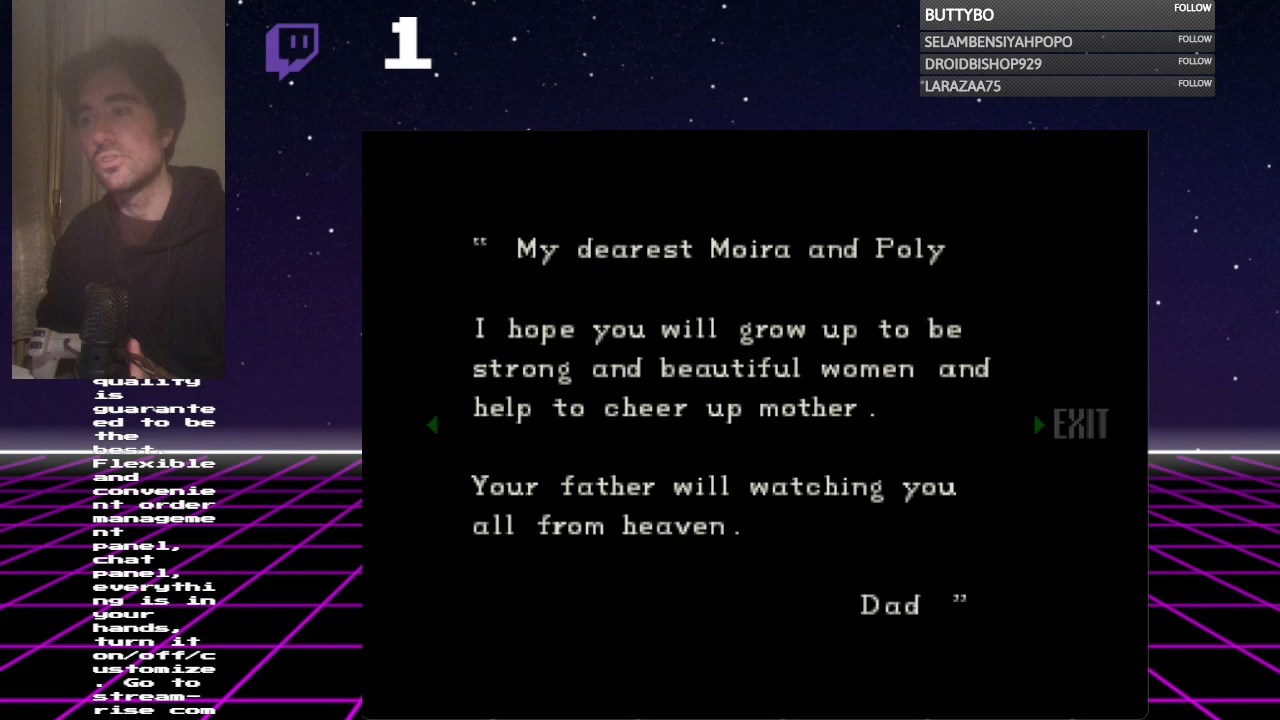 1
BUTTYBO FOLLOW
SELAMBENSIYAHPOPO FOLLOW
DROIDBISHOP929 FOLLOW
LARAZAA75 FOLLOW
“ My dearest Moira and Poly
I hope you will grow up to be
strong and beautiful women and
help to cheer up mother .
Your father will watching you
all from heaven .
Dad ”
EXIT
quality
is
guarante
ed to be
the
best.
Flexible
and
convenie
nt order
manageme
nt
panel,
chat
panel,
everythi
ng is in
your
hands,
turn it
on/off/c
ustomize
. Go to
stream-
rise com